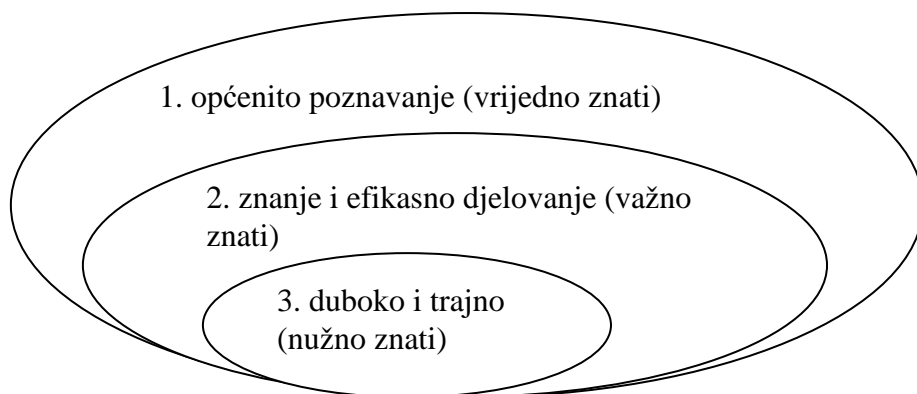 1. općenito poznavanje (vrijedno znati)
2. znanje i efikasno djelovanje (važno
znati)
3. duboko i trajno
(nužno znati)